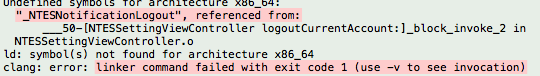 Undefined symbols for architecture x86_64:
"_NTESNotificationLogout", referenced from:
___50-[NTESSettingViewController logoutCurrentAccount:]_block_invoke_2 in
NTESSettingViewController.o
ld: symbol(s) not found for architecture x86_64
clang: error: linker command failed with exit code 1 (use -v to see invocation)